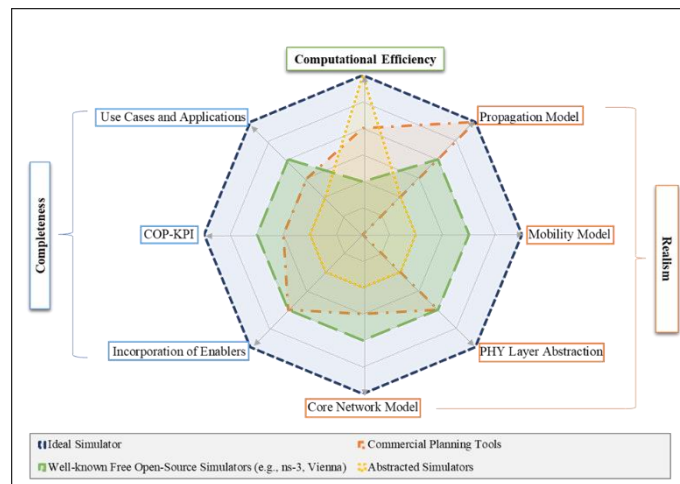 Computational Efficiency
Use Cases and Applications
Propagation Model
Completeness
COP-KPI
Mobility Model
Realism
Incorporation of Enablers
PHY Layer Abstraction
Core Network Model
Ideal Simulator
Commercial Planning Tools
Well-known Free Open-Source Simulators (e.g., ns-3, Vienna)
Abstracted Simulators